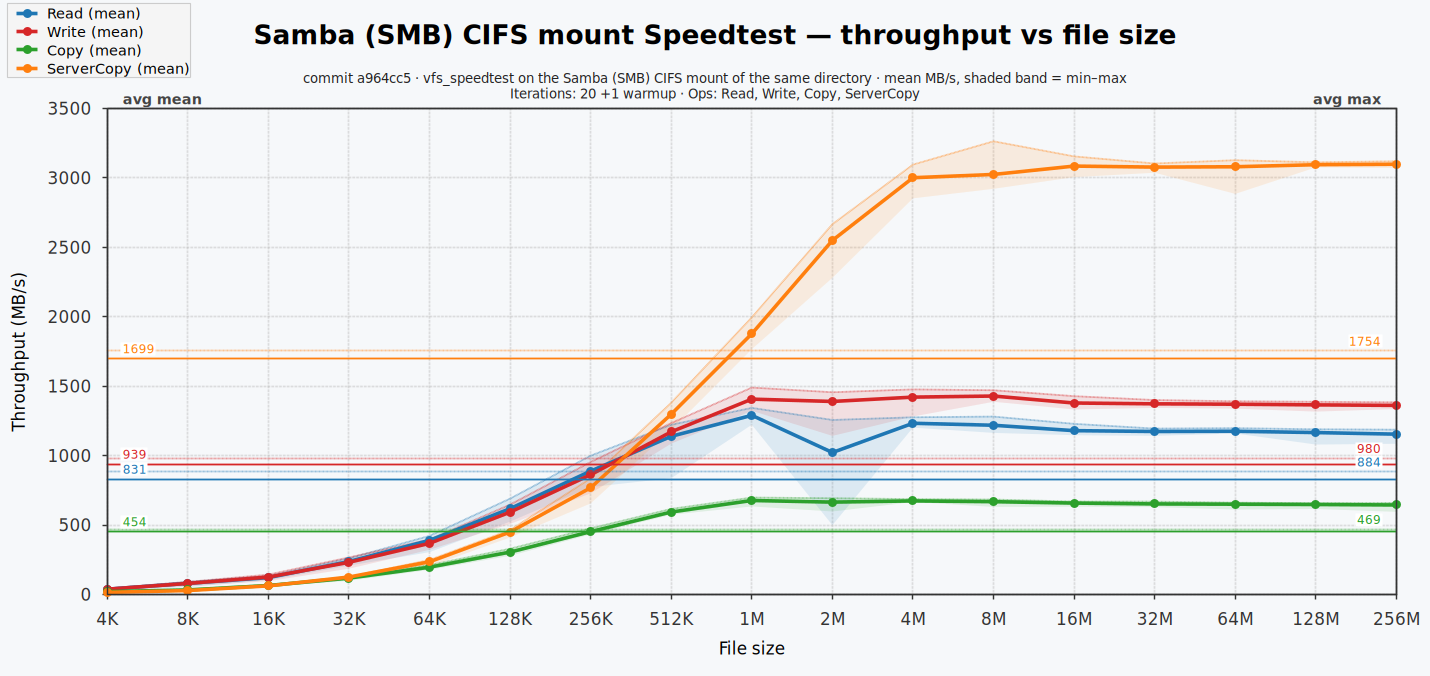 Read (mean)
Write (mean)
Copy (mean)
ServerCopy (mean)
Samba (SMB) CIFS mount Speedtest — throughput vs file size
commit a964cc5 · vfs_speedtest on the Samba (SMB) CIFS mount of the same directory · mean MB/s, shaded band = min–max
Iterations: 20 +1 warmup · Ops: Read, Write, Copy, ServerCopy
avg mean
avg max
3500
3000
2500
2000
1500
1000
500
0
Throughput (MB/s)
1699
1754
939
980
831
884
454
469
4K 8K 16K 32K 64K 128K 256K 512K 1M 2M 4M 8M 16M 32M 64M 128M 256M
File size